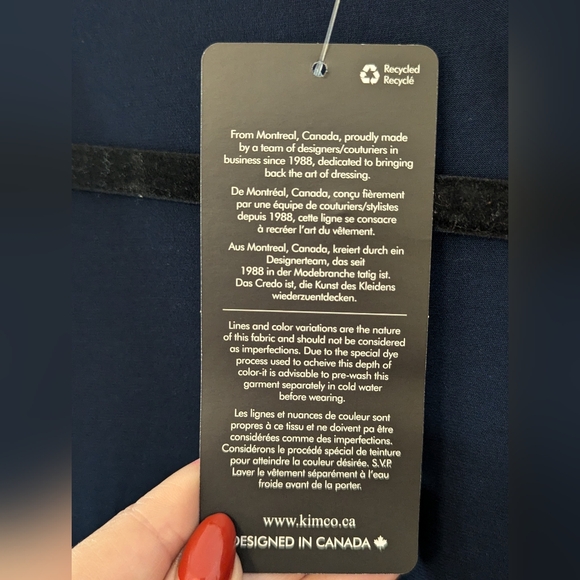 Recycled
Recyclé
From Montreal, Canada, proudly made
by a team of designers/couturiers in
business since 1988, dedicated to bringing
back the art of dressing.
De Montréal, Canada, conçu fièrement
par une équipe de couturiers/stylistes
depuis 1988, cette ligne se consacre
à recréer l'art du vêtement.
Aus Montreal, Canada, kreiert durch ein
Designerteam, das seit
1988 in der Modebranche tatig ist.
Das Credo ist, die Kunst des Kleidens
wiederzuentdecken.
Lines and color variations are the nature
of this fabric and should not be considered
as imperfections. Due to the special dye
process used to acheive this depth of
color-it is advisable to pre-wash this
garment separately in cold water
before wearing.
Les lignes et nuances de couleur sont
propres à ce tissu et ne doivent pa être
considérées comme des imperfections.
Considérons le procédé spécial de teinture
pour atteindre la couleur désirée. S.V.P.
Laver le vêtement séparément à l'eau
froide avant de la porter.
www.kimco.ca
DESIGNED IN CANADA